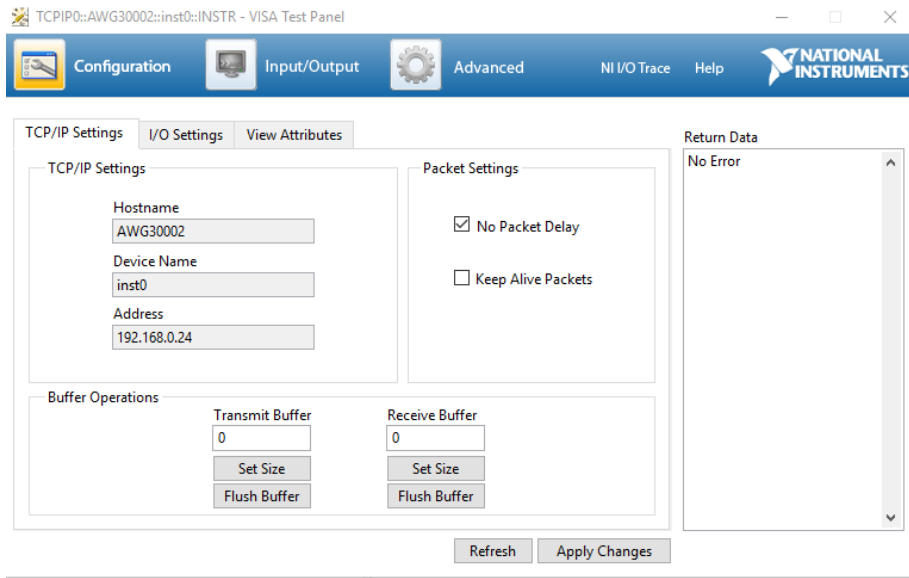 TCPIP0::AWG30002::inst0::INSTR - VISA Test Panel
Configuration
Input/Output
Advanced
NI I/O Trace
Help
NATIONAL
INSTRUMENTS
TCP/IP Settings
I/O Settings
View Attributes
TCP/IP Settings
Hostname
AWG30002
Device Name
inst0
Address
192.168.0.24
Packet Settings
No Packet Delay
Keep Alive Packets
Buffer Operations
Transmit Buffer
0
Set Size
Flush Buffer
Receive Buffer
0
Set Size
Flush Buffer
Return Data
No Error
Refresh
Apply Changes